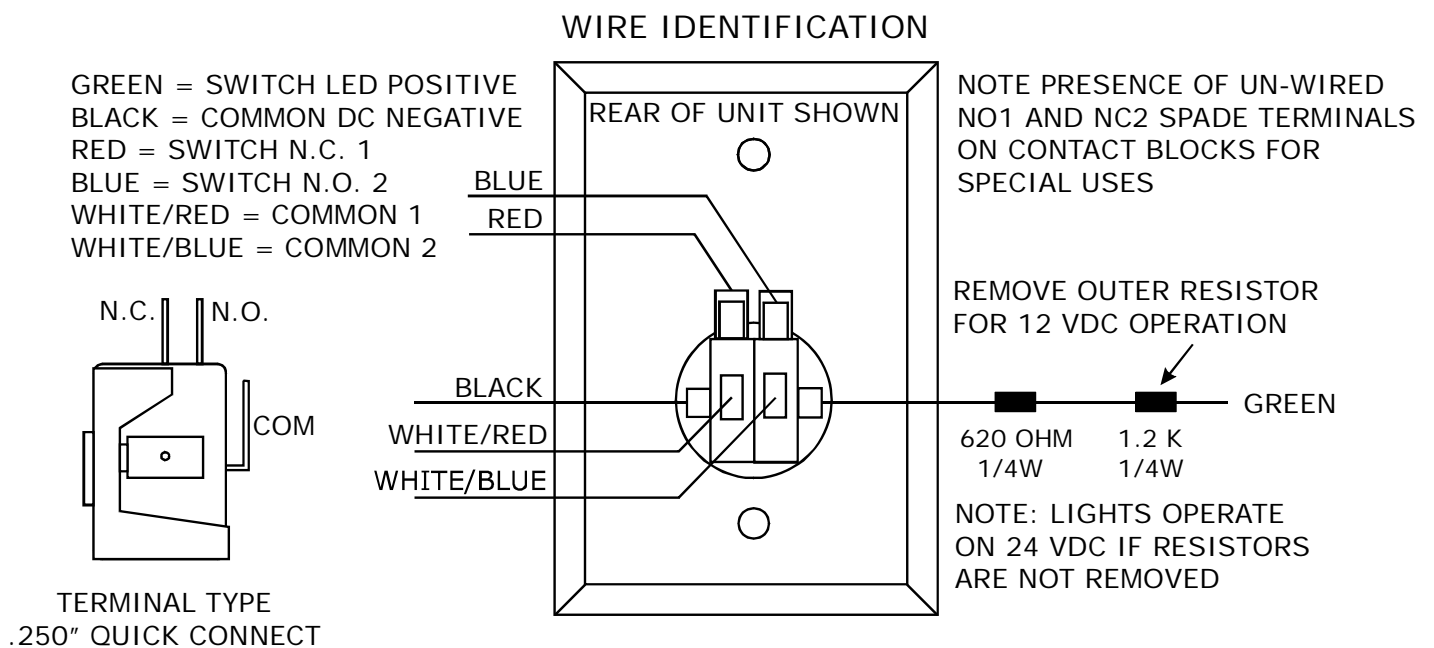 WIRE IDENTIFICATION
GREEN = SWITCH LED POSITIVE
BLACK = COMMON DC NEGATIVE
RED = SWITCH N.C. 1
BLUE = SWITCH N.O. 2
WHITE/RED = COMMON 1
WHITE/BLUE = COMMON 2
REAR OF UNIT SHOWN
NOTE PRESENCE OF UN-WIRED
NO1 AND NC2 SPADE TERMINALS
ON CONTACT BLOCKS FOR
SPECIAL USES
BLUE
RED
N.C.
N.O.
COM
TERMINAL TYPE
.250" QUICK CONNECT
BLACK
WHITE/RED
WHITE/BLUE
REMOVE OUTER RESISTOR
FOR 12 VDC OPERATION
GREEN
620 OHM
1/4W
1.2 K
1/4W
NOTE: LIGHTS OPERATE
ON 24 VDC IF RESISTORS
ARE NOT REMOVED